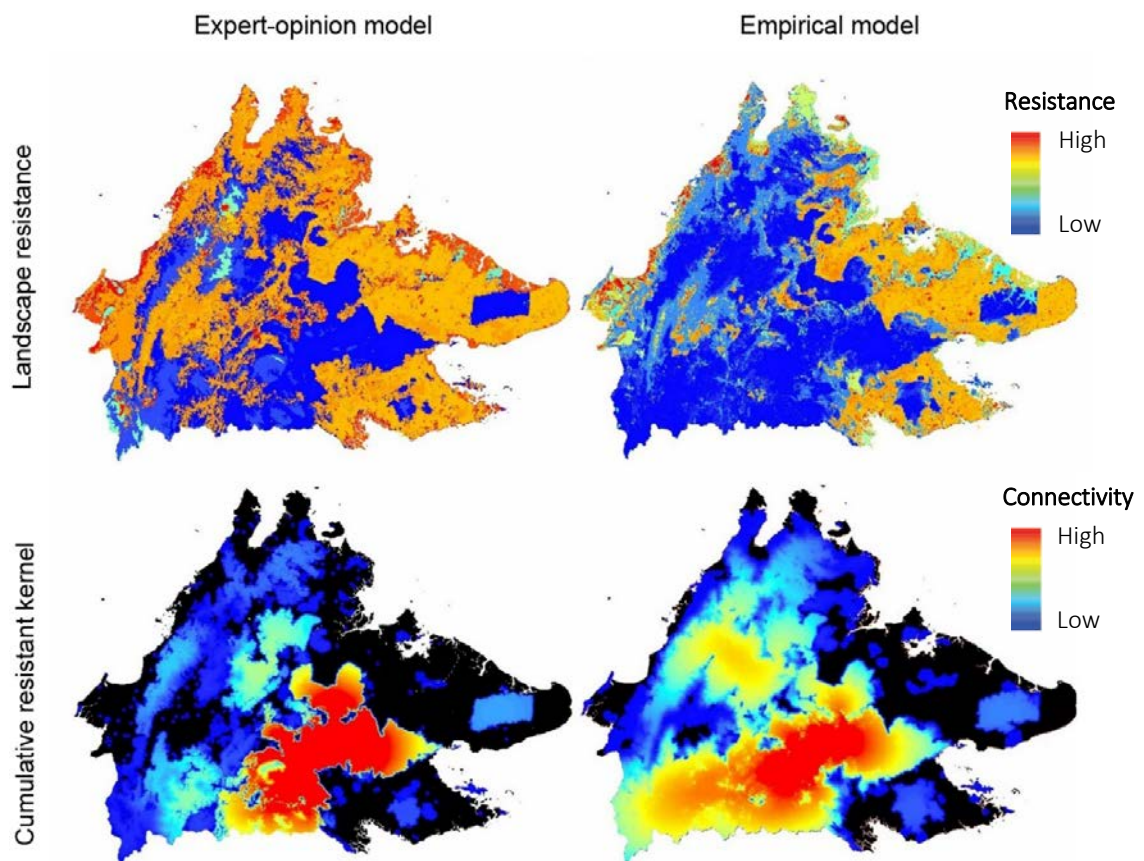 Expert-opinion model
Empirical model
Landscape resistance
Resistance
High
Low
Cumulative resistant kernel
Connectivity
High
Low